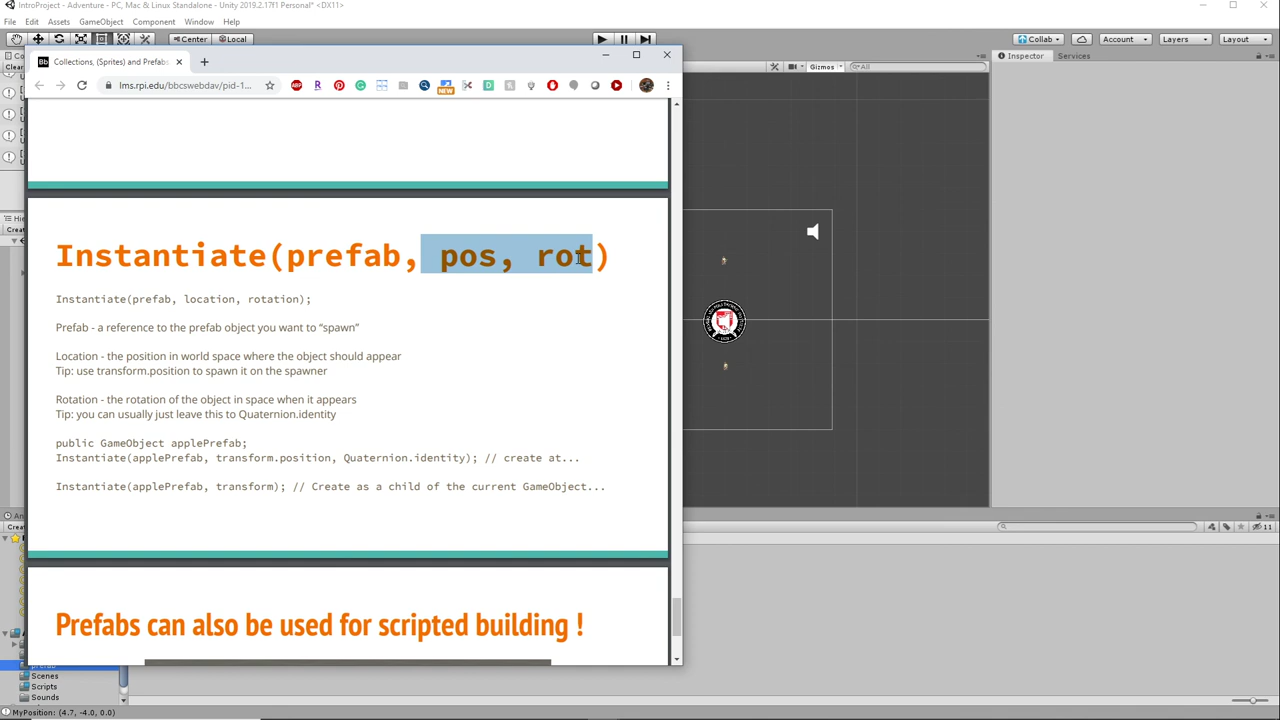 IntroProject - Adventure - PC, Mac & Linux Standalone - Unity 2019.2.17f1 Personal* <DX11>
File Edit Assets GameObject Component Window Help
Center Local Collab Account Layers Layout
Bb Collections, (Sprites) and Prefabs
lms.rpi.edu/bbcswebdav/pid-1...
NEW
Clear
Gizmos
All
Inspector Services
Instantiate(prefab, pos, rot)
Instantiate(prefab, location, rotation);
Prefab - a reference to the prefab object you want to “spawn”
Location - the position in world space where the object should appear
Tip: use transform.position to spawn it on the spawner
Rotation - the rotation of the object in space when it appears
Tip: you can usually just leave this to Quaternion.identity
public GameObject applePrefab;
Instantiate(applePrefab, transform.position, Quaternion.identity); // create at...
Instantiate(applePrefab, transform); // Create as a child of the current GameObject...
11
Prefabs can also be used for scripted building !
prefab
Scenes
Scripts
Sounds
MyPosition: (4.7, -4.0, 0.0)